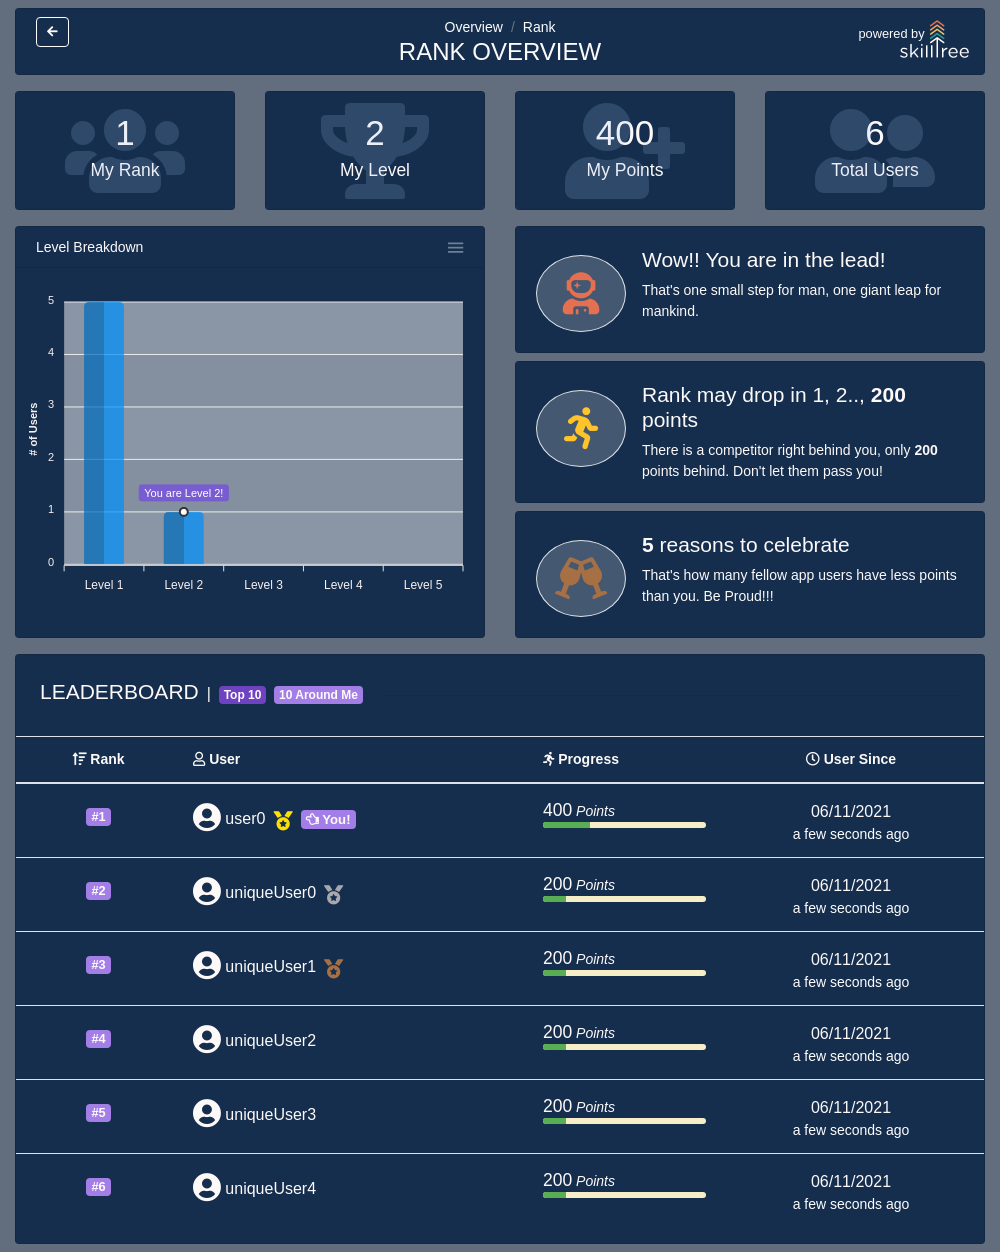 Overview / Rank
RANK OVERVIEW
powered by
skilltree
1
My Rank
2
My Level
400
My Points
6
Total Users
Level Breakdown
# of Users
5
4
3
2
1
0
You are Level 2!
Level 1 Level 2 Level 3 Level 4 Level 5
Wow!! You are in the lead!
That's one small step for man, one giant leap for
mankind.
Rank may drop in 1, 2.., 200
points
There is a competitor right behind you, only 200
points behind. Don't let them pass you!
5 reasons to celebrate
That's how many fellow app users have less points
than you. Be Proud!!!
LEADERBOARD | Top 10 10 Around Me
Rank User Progress User Since
#1 user0 You! 400 Points 06/11/2021
a few seconds ago
#2 uniqueUser0 200 Points 06/11/2021
a few seconds ago
#3 uniqueUser1 200 Points 06/11/2021
a few seconds ago
#4 uniqueUser2 200 Points 06/11/2021
a few seconds ago
#5 uniqueUser3 200 Points 06/11/2021
a few seconds ago
#6 uniqueUser4 200 Points 06/11/2021
a few seconds ago